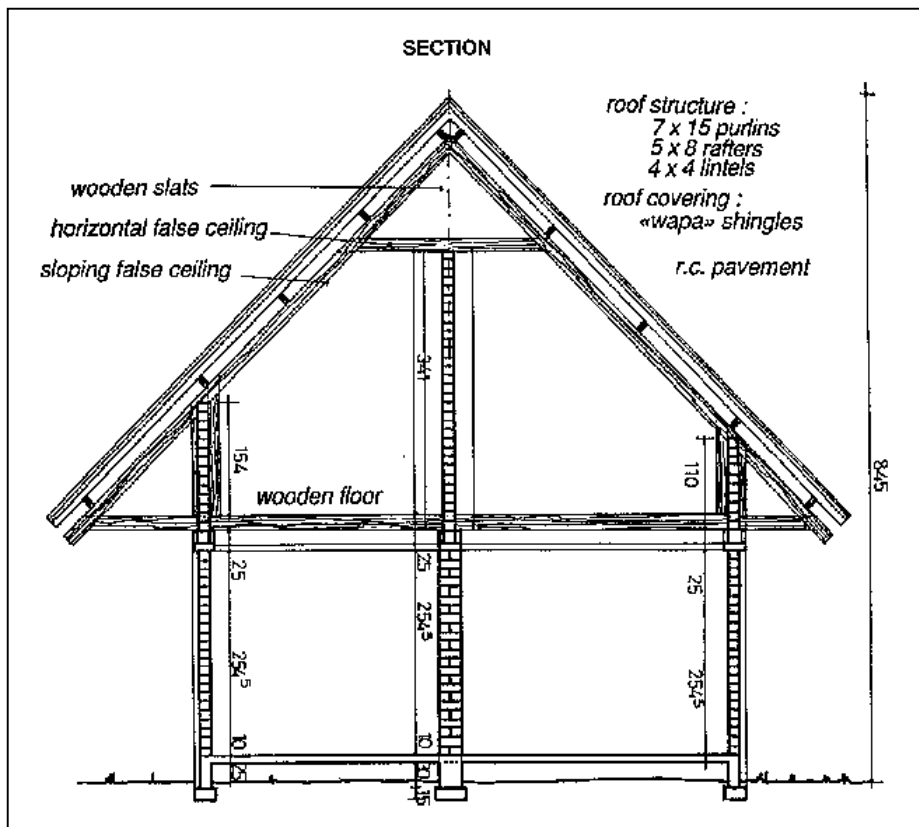 SECTION
roof structure :
7 x 15 purlins
5 x 8 rafters
4 x 4 lintels
roof covering :
«wapa» shingles
r.c. pavement
wooden slats
horizontal false ceiling
sloping false ceiling
341
154
wooden floor
110
845
25
25
25
254⁵
254⁵
254⁵
10
10
25
15